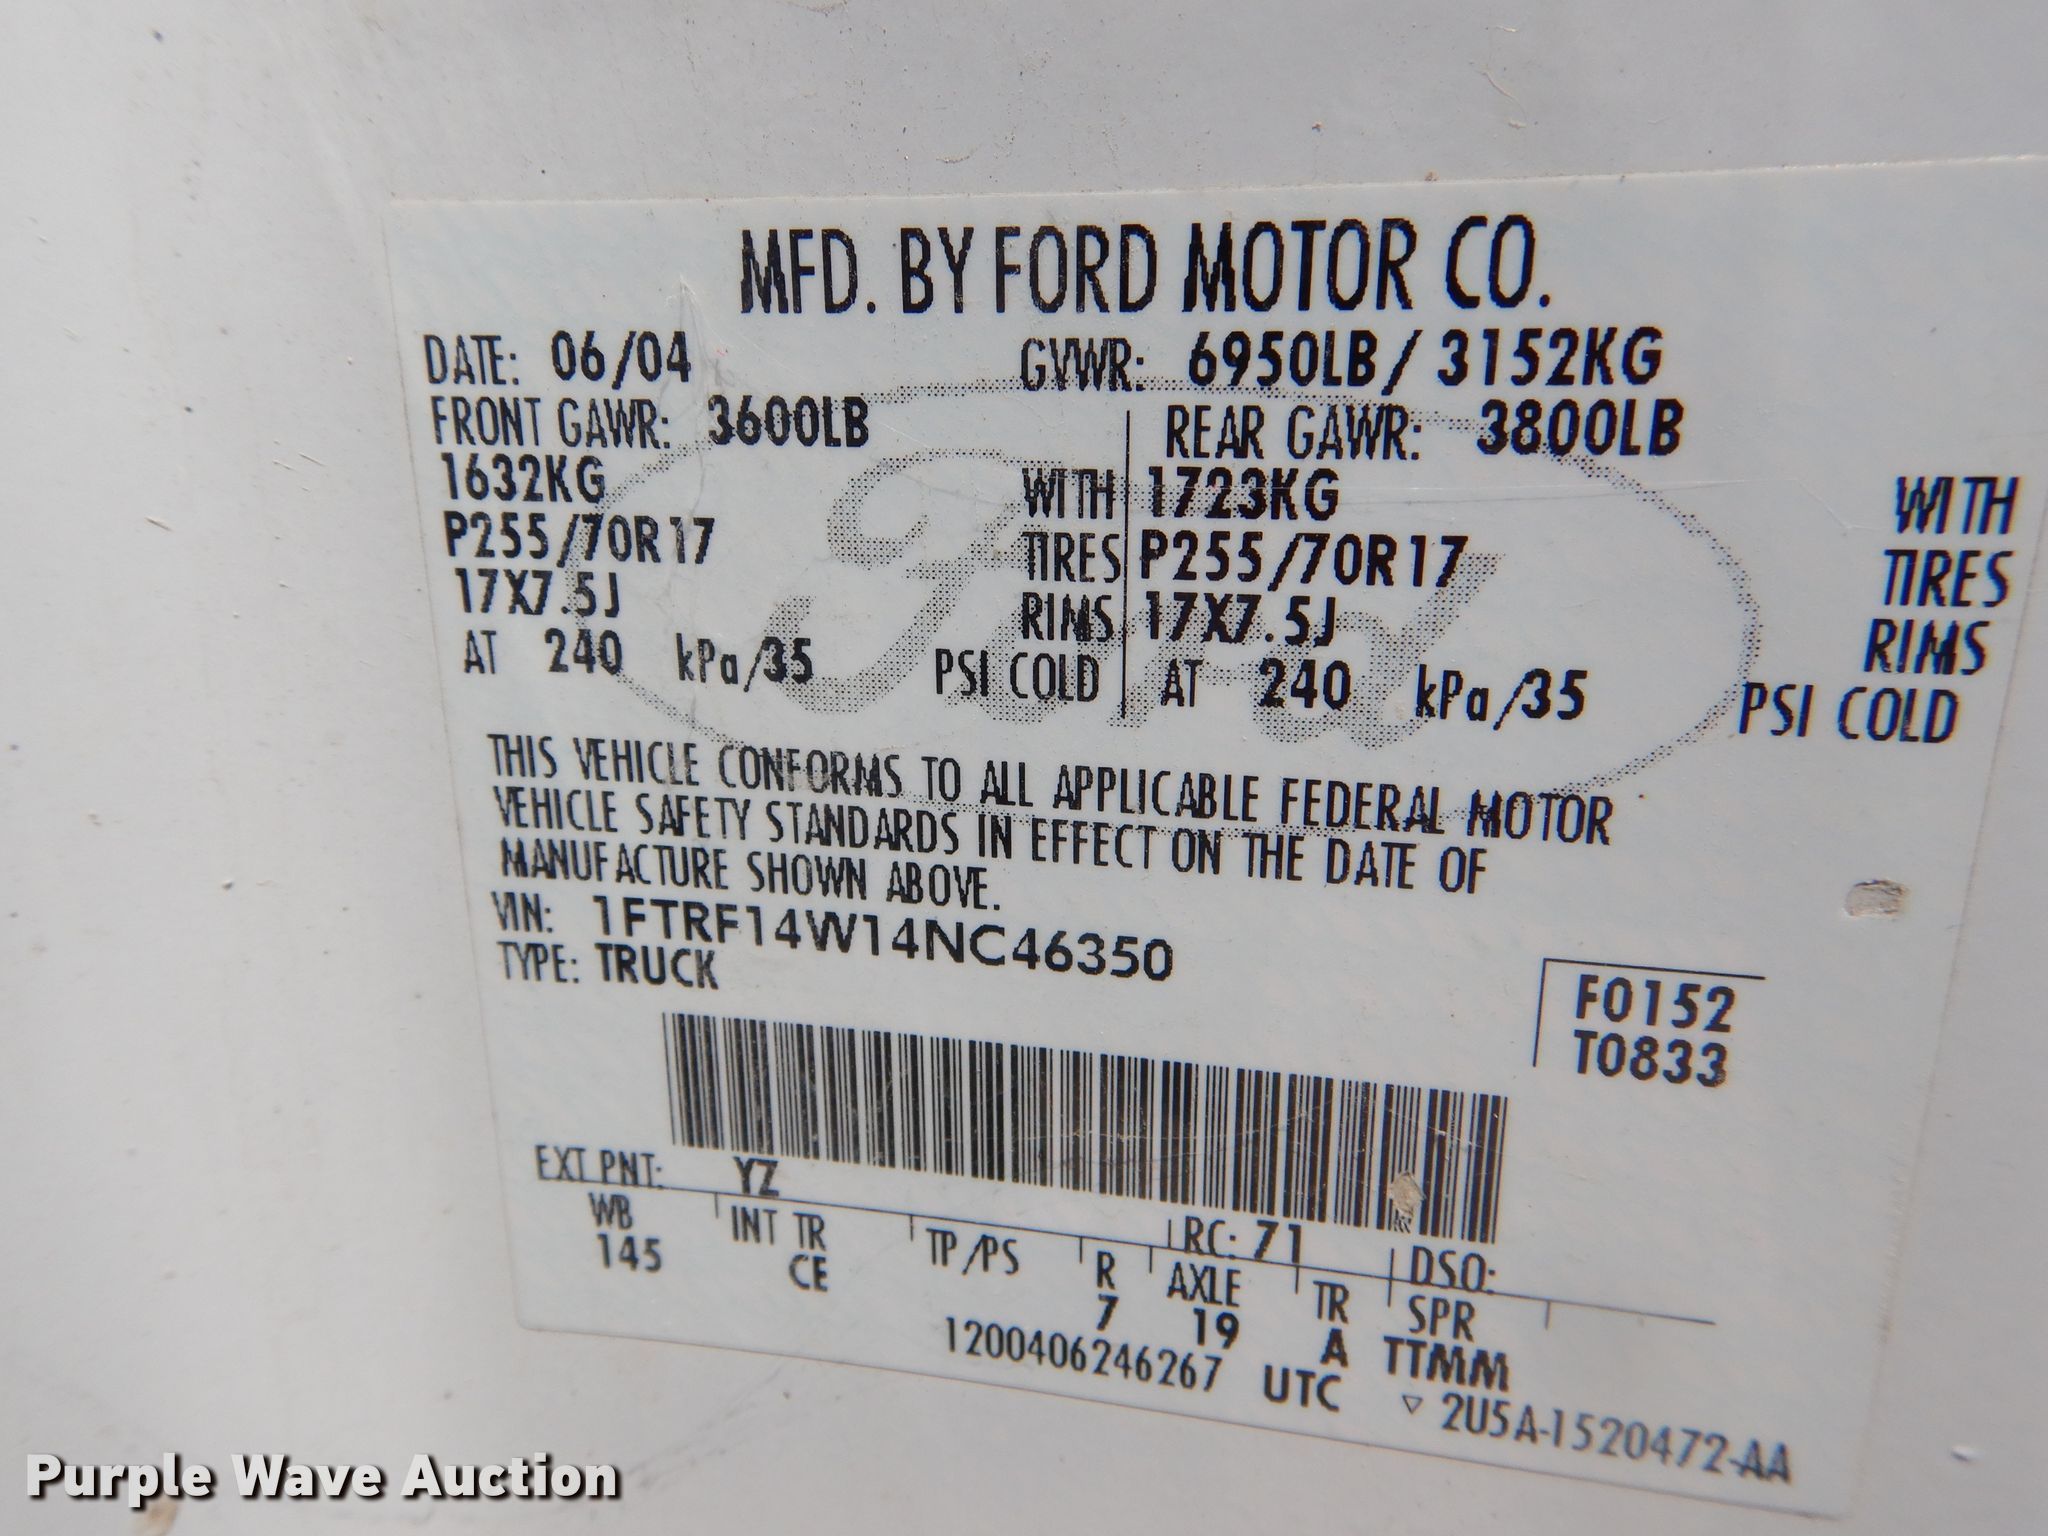 MFD. BY FORD MOTOR CO.
DATE: 06/04 GVWR: 6950LB / 3152KG
FRONT GAWR: 3600LB REAR GAWR: 3800LB
1632KG WITH 1723KG WITH
P255/70R17 TIRES P255/70R17 TIRES
17X7.5J RIMS 17X7.5J RIMS
AT 240 kPa/35 PSI COLD AT 240 kPa/35 PSI COLD
Ford
THIS VEHICLE CONFORMS TO ALL APPLICABLE FEDERAL MOTOR
VEHICLE SAFETY STANDARDS IN EFFECT ON THE DATE OF
MANUFACTURE SHOWN ABOVE.
VIN: 1FTRF14W14NC46350
TYPE: TRUCK
F0152
T0833
EXT PNT: YZ RC: 71 DSO:
WB INT TR TP/PS R AXLE TR SPR
145 CE 7 19 A TTMM
1200406246267 UTC ▽ 2U5A-1520472-AA
Purple Wave Auction